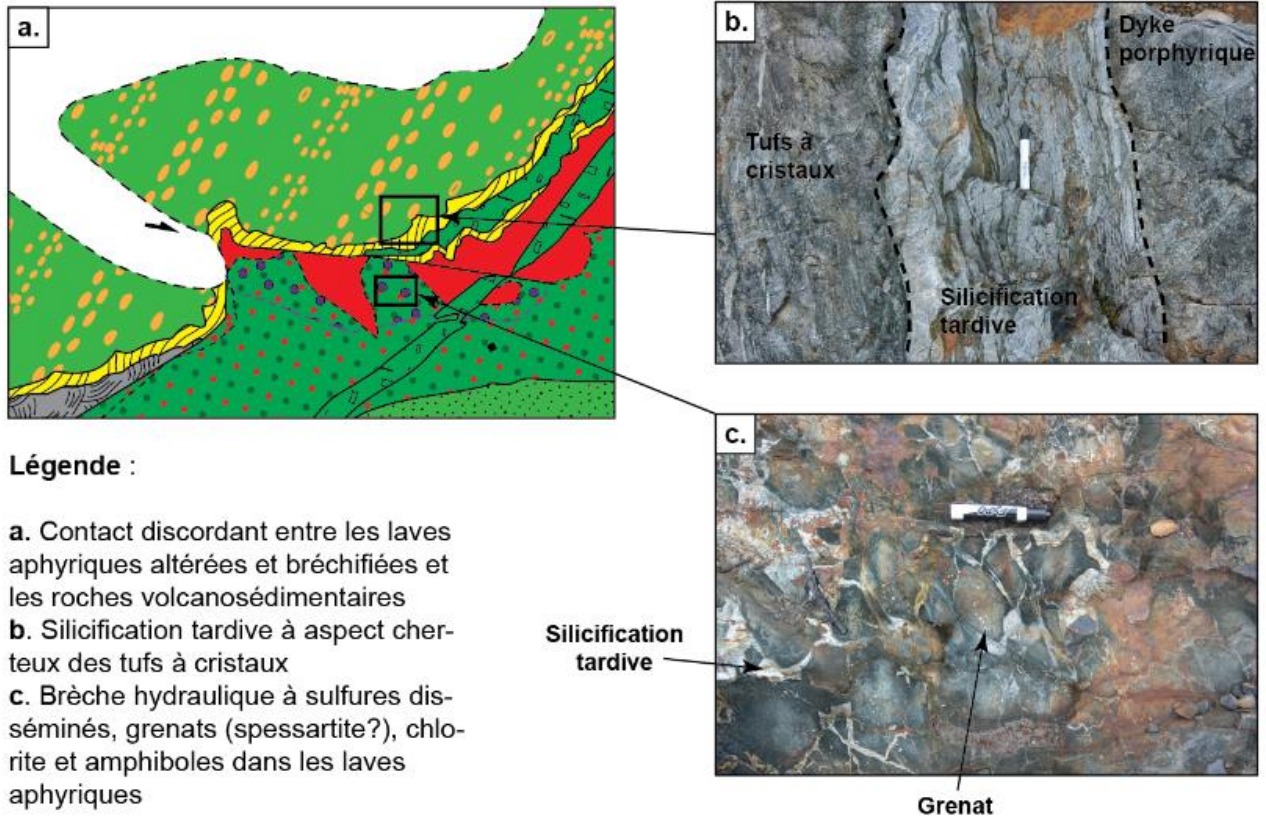 a.
b.
Dyke
porphyrique
Tufs à
cristaux
Silicification
tardive
Légende :
a. Contact discordant entre les laves
aphyriques altérées et bréchifiées et
les roches volcanosédimentaires
b. Silicification tardive à aspect cher-
teux des tufs à cristaux
c. Brèche hydraulique à sulfures dis-
séminés, grenats (spessartite?), chlo-
rite et amphiboles dans les laves
aphyriques
c.
Silicification
tardive
Grenat